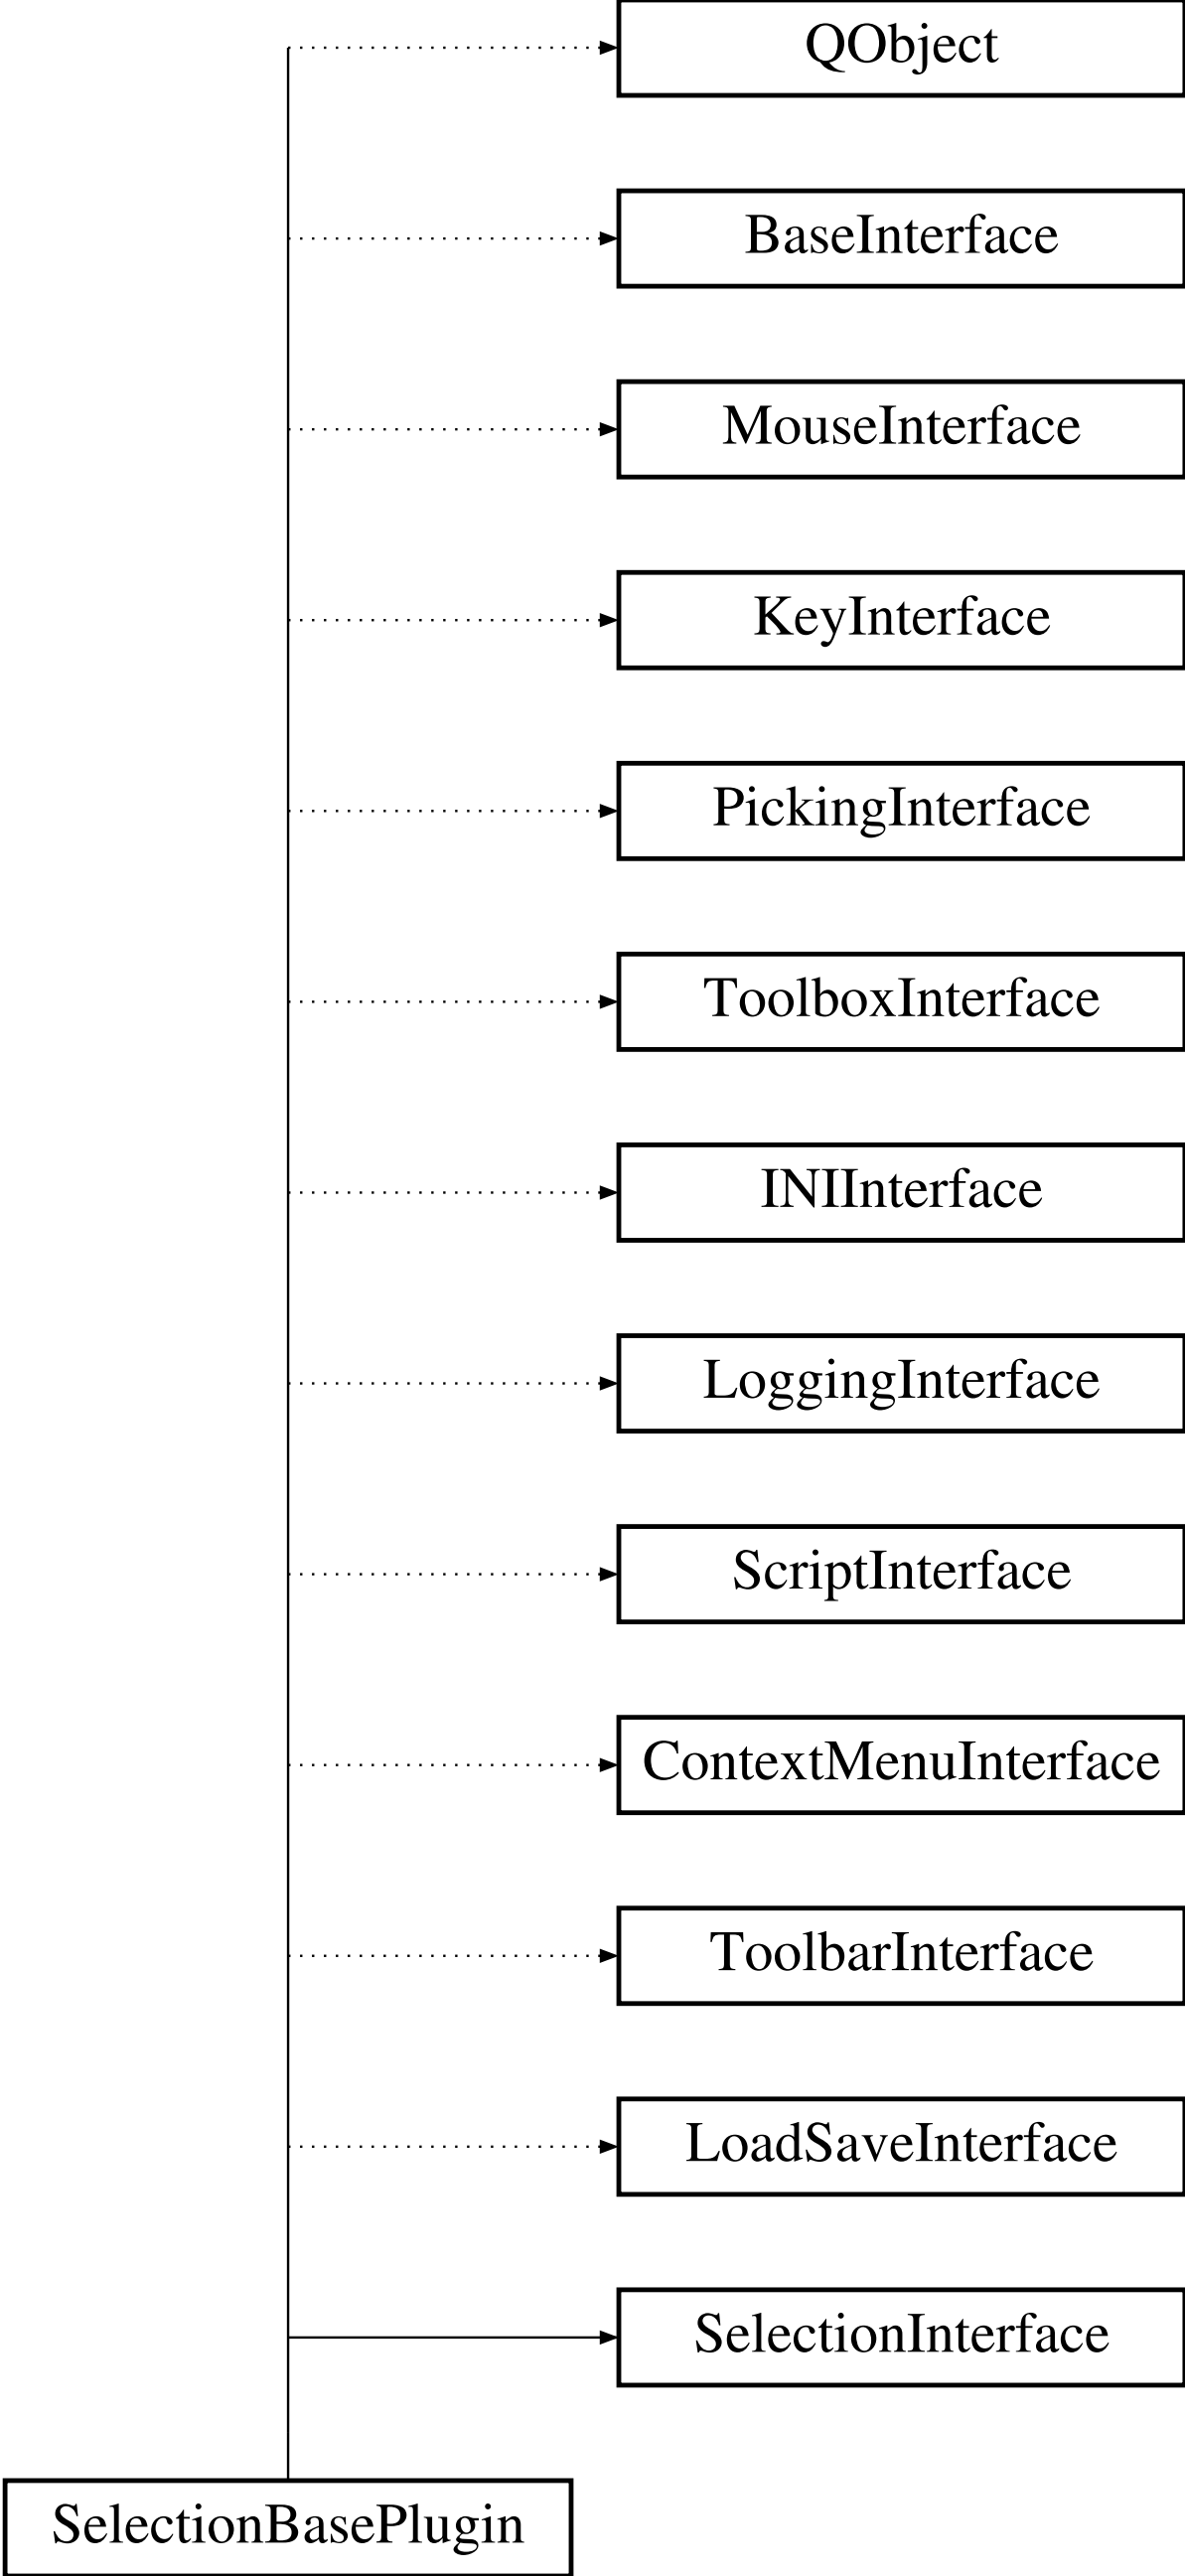 QObject
BaseInterface
MouseInterface
KeyInterface
PickingInterface
ToolboxInterface
INIInterface
LoggingInterface
ScriptInterface
ContextMenuInterface
ToolbarInterface
LoadSaveInterface
SelectionInterface
SelectionBasePlugin